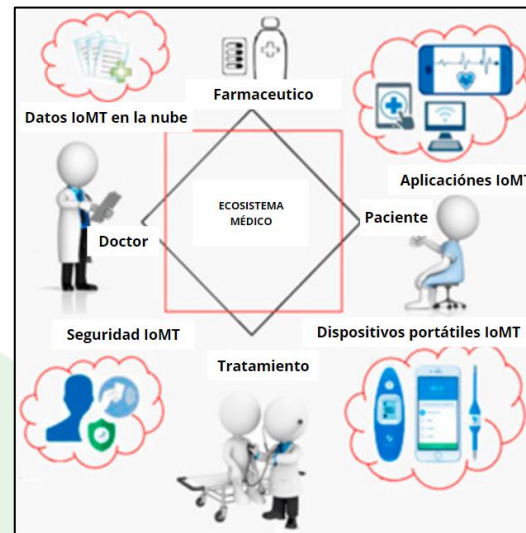 Farmaceutico
Datos IoMT en la nube
Aplicaciónes IoMT
ECOSISTEMA
MÉDICO
Paciente
Doctor
Seguridad IoMT
Dispositivos portátiles IoMT
Tratamiento